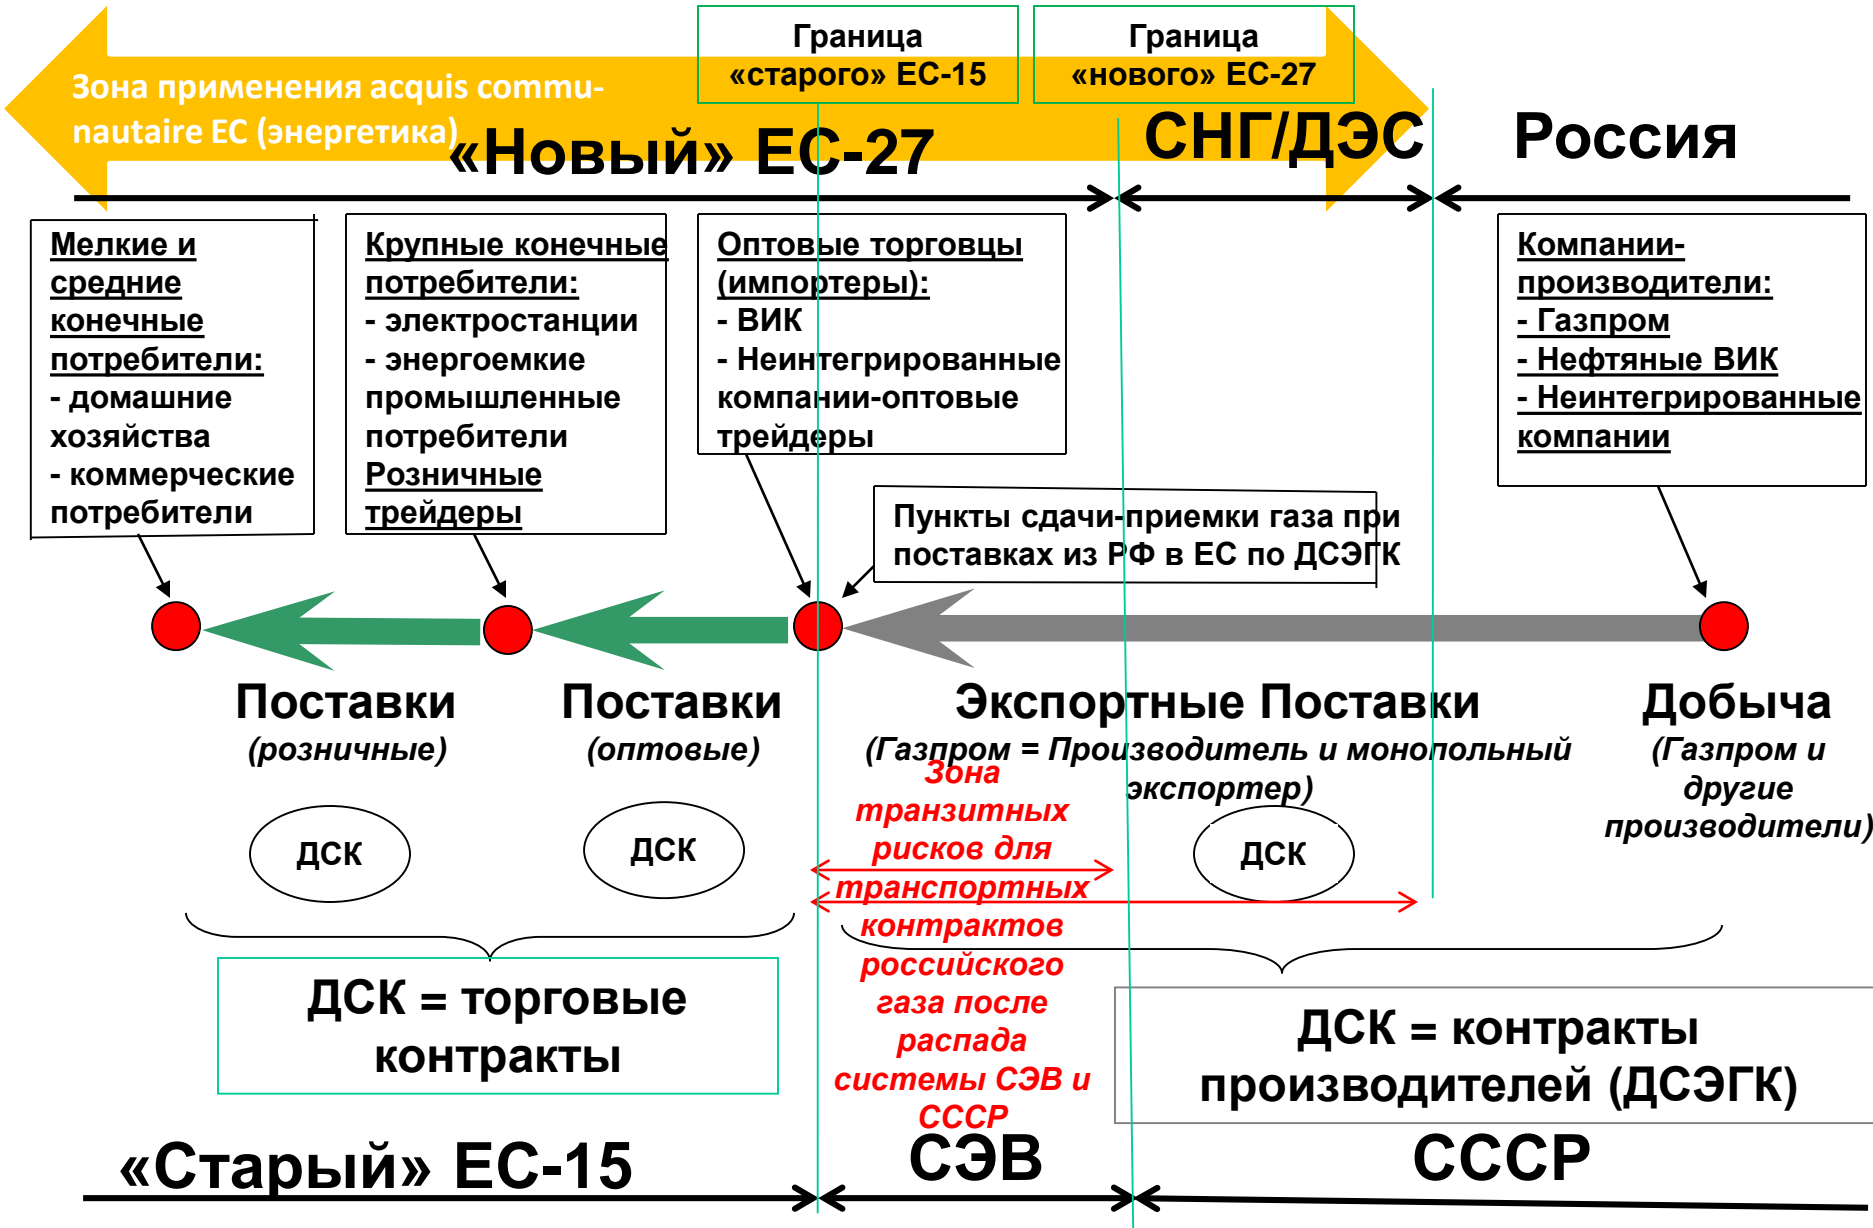 Граница
«старого» ЕС-15
Граница
«нового» ЕС-27
Зона применения acquis commu-
nautaire ЕС (энергетика)
«Новый» ЕС-27
СНГ/ДЭС
Россия
Мелкие и
средние
конечные
потребители:
- домашние
хозяйства
- коммерческие
потребители
Крупные конечные
потребители:
- электростанции
- энергоемкие
промышленные
потребители
Розничные
трейдеры
Оптовые торговцы
(импортеры):
- ВИК
- Неинтегрированные
компании-оптовые
трейдеры
Компании-
производители:
- Газпром
- Нефтяные ВИК
- Неинтегрированные
компании
Пункты сдачи-приемки газа при
поставках из РФ в ЕС по ДСЭГК
Поставки
(розничные)
Поставки
(оптовые)
Экспортные Поставки
(Газпром = Производитель и монопольный
экспортер)
Добыча
(Газпром и
другие
производители)
ДСК
ДСК
ДСК
Зона
транзитных
рисков для
транспортных
контрактов
российского
газа после
распада
системы СЭВ и
СССР
ДСК = торговые
контракты
ДСК = контракты
производителей (ДСЭГК)
«Старый» ЕС-15
СЭВ
СССР